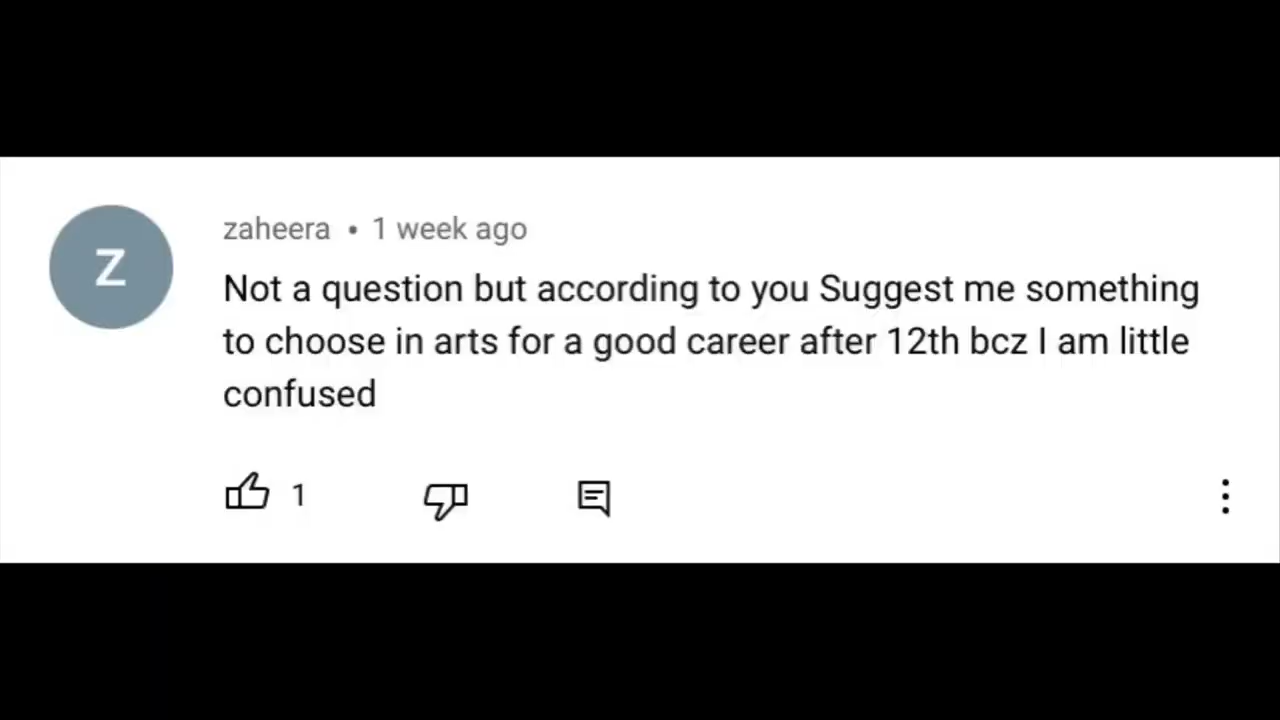 Z
zaheera • 1 week ago
Not a question but according to you Suggest me something
to choose in arts for a good career after 12th bcz I am little
confused
1